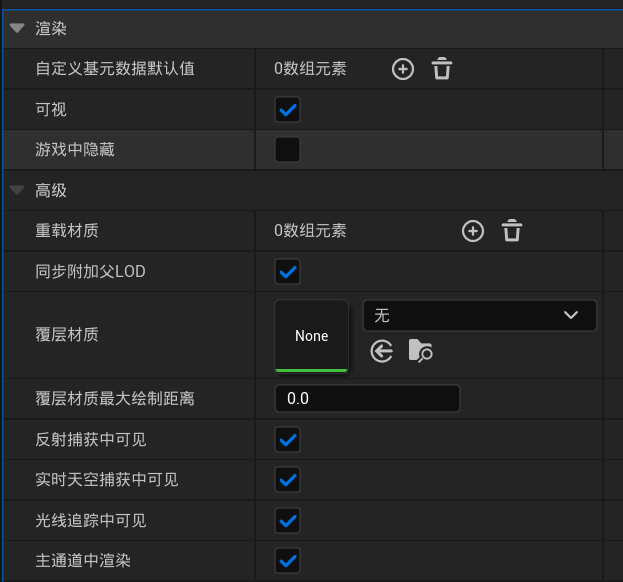 渲染
自定义基元数据默认值 0数组元素
可视
游戏中隐藏
高级
重载材质 0数组元素
同步附加父LOD
覆层材质 None 无
覆层材质最大绘制距离 0.0
反射捕获中可见
实时天空捕获中可见
光线追踪中可见
主通道中渲染